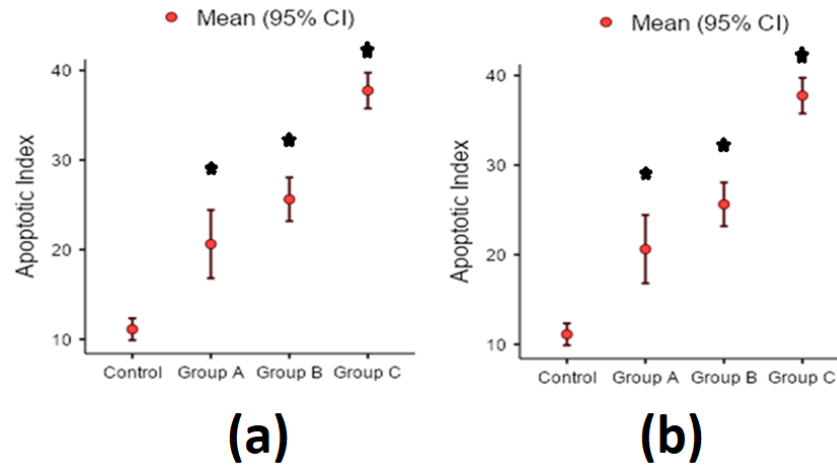 Mean (95% CI)
Apoptotic Index
40
30
20
10
Control Group A Group B Group C
(a)
Mean (95% CI)
Apoptotic Index
40
30
20
10
Control Group A Group B Group C
(b)